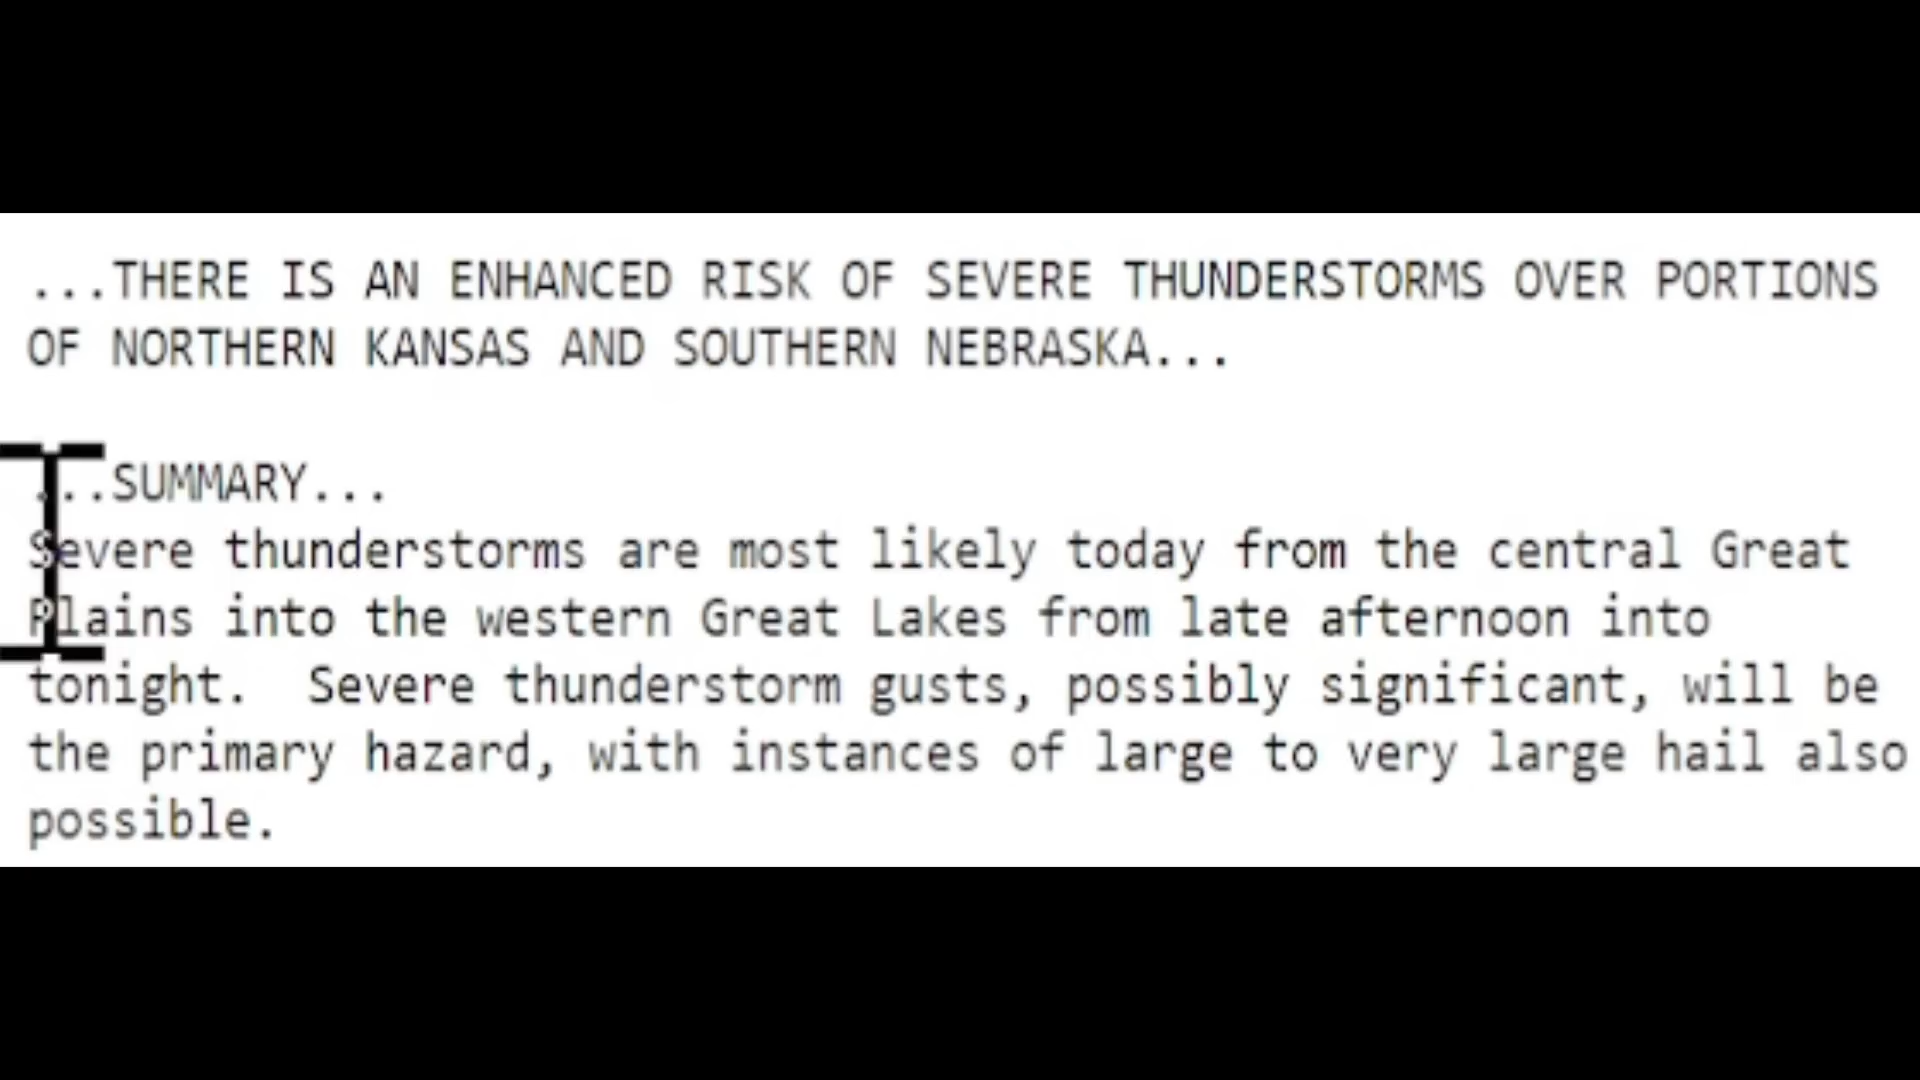 ...THERE IS AN ENHANCED RISK OF SEVERE THUNDERSTORMS OVER PORTIONS
OF NORTHERN KANSAS AND SOUTHERN NEBRASKA...
...SUMMARY...
Severe thunderstorms are most likely today from the central Great
Plains into the western Great Lakes from late afternoon into
tonight.  Severe thunderstorm gusts, possibly significant, will be
the primary hazard, with instances of large to very large hail also
possible.